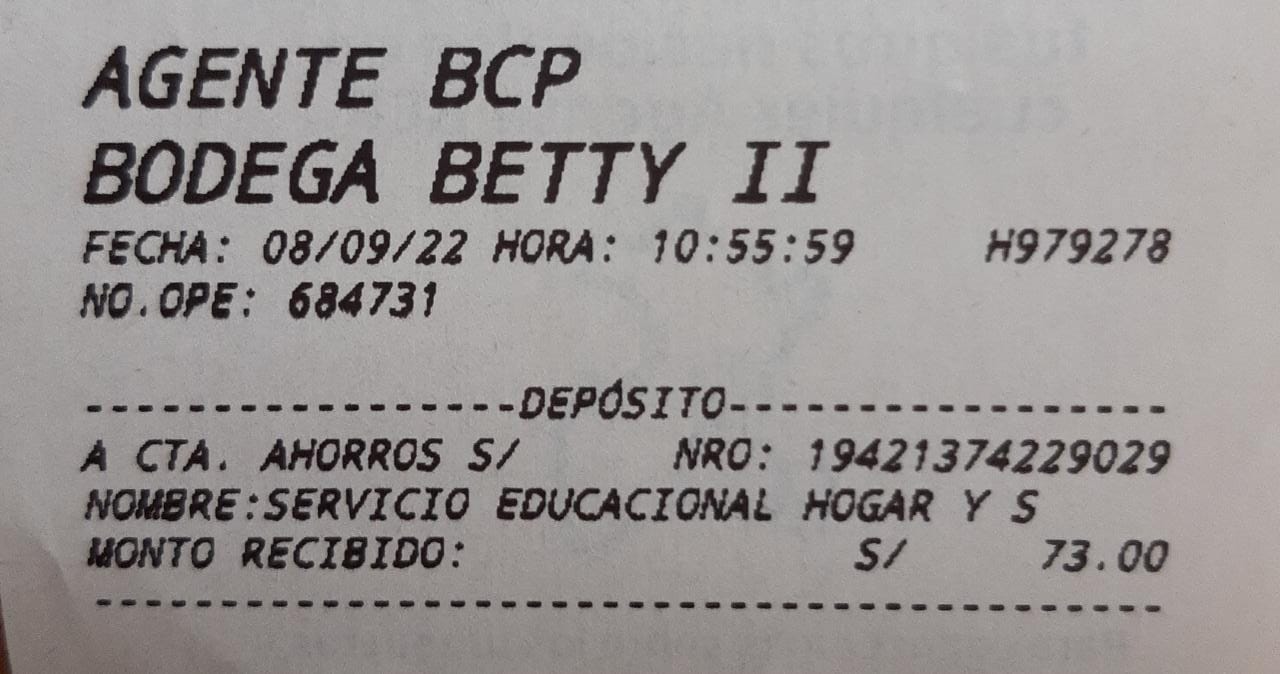 AGENTE BCP
BODEGA BETTY II
FECHA: 08/09/22 HORA: 10:55:59 H979278
NO.OPE: 684731
-----------------DEPÓSITO------------------
A CTA. AHORROS S/ NRO: 19421374229029
NOMBRE:SERVICIO EDUCACIONAL HOGAR Y S
MONTO RECIBIDO: S/ 73.00
-------------------------------------------